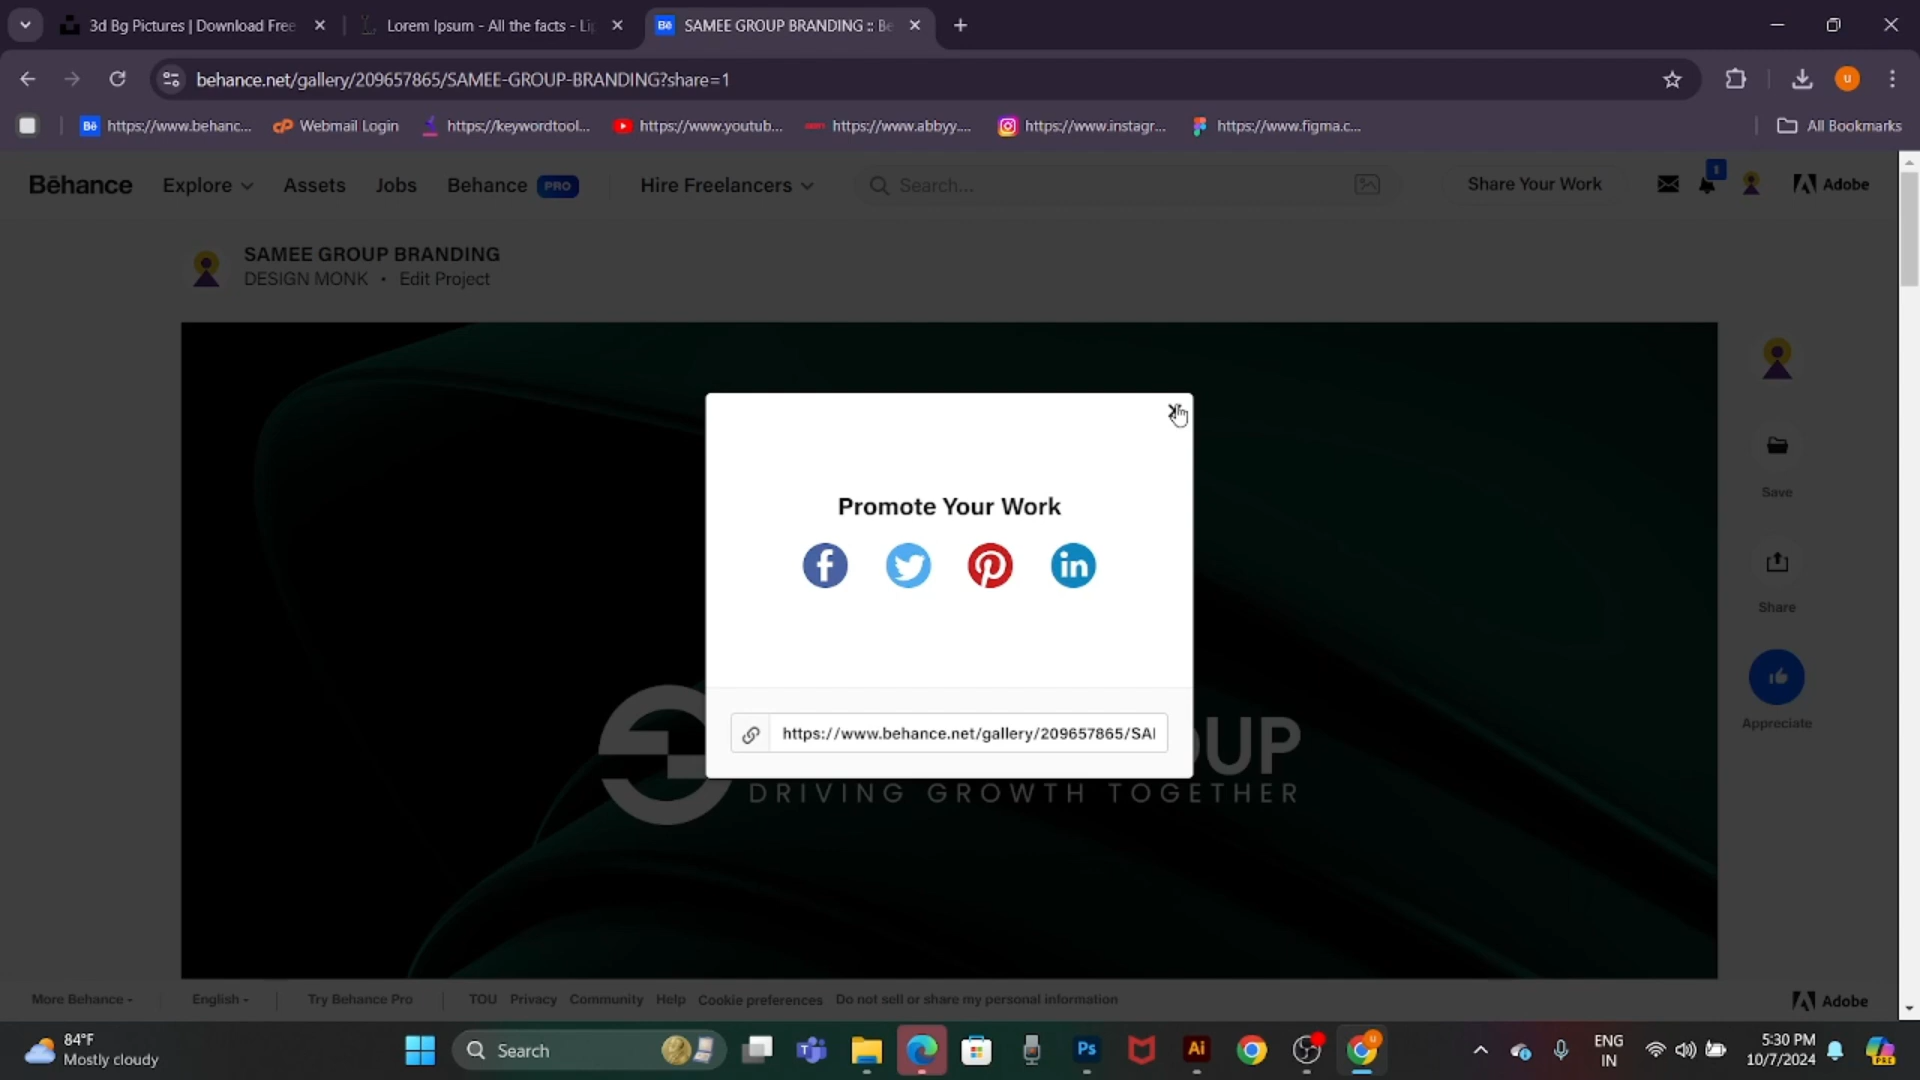 3d Bg Pictures | Download Free
Lorem Ipsum - All the facts - Li
Bē SAMEE GROUP BRANDING :: Be
behance.net/gallery/209657865/SAMEE-GROUP-BRANDING?share=1
u
Bē https://www.behanc...
Webmail Login
https://keywordtool...
https://www.youtub...
https://www.abbyy....
https://www.instagr...
https://www.figma.c...
All Bookmarks
Bēhance
Explore
Assets
Jobs
Behance PRO
Hire Freelancers
Search...
Share Your Work
1
Adobe
SAMEE GROUP BRANDING
DESIGN MONK • Edit Project
Promote Your Work
Save
Share
https://www.behance.net/gallery/209657865/SAI
Appreciate
UP
DRIVING GROWTH TOGETHER
More Behance
English
Try Behance Pro
TOU
Privacy
Community
Help
Cookie preferences
Do not sell or share my personal information
Adobe
84°F
Mostly cloudy
Search
Ps
Ai
ENG
IN
5:30 PM
10/7/2024